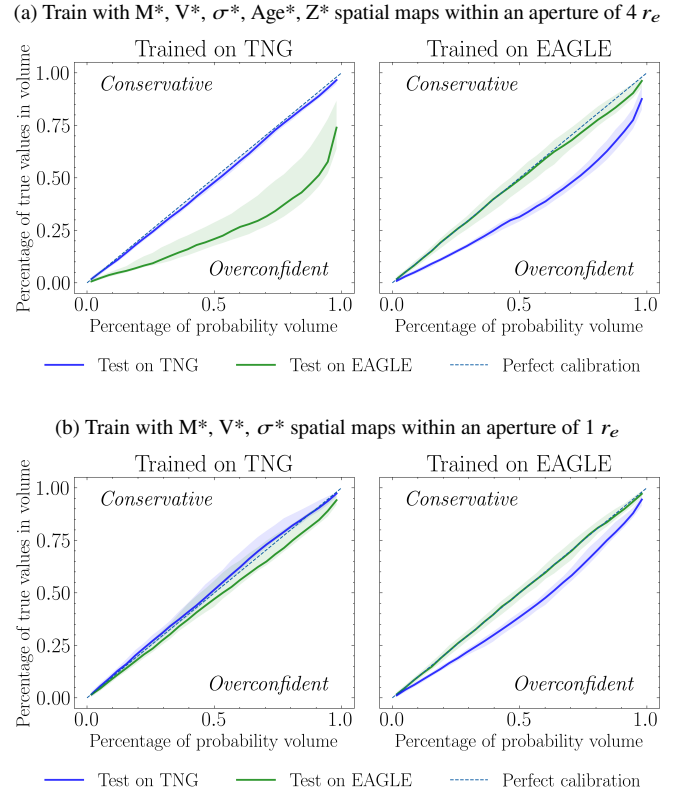 (a) Train with M*, V*, σ*, Age*, Z* spatial maps within an aperture of 4 rₑ
Trained on TNG
Trained on EAGLE
Percentage of true values in volume
1.00
0.75
0.50
0.25
0.00
Conservative
Overconfident
Conservative
Overconfident
0.0
0.5
1.0
0.0
0.5
1.0
Percentage of probability volume
Percentage of probability volume
Test on TNG
Test on EAGLE
Perfect calibration
(b) Train with M*, V*, σ* spatial maps within an aperture of 1 rₑ
Trained on TNG
Trained on EAGLE
Percentage of true values in volume
1.00
0.75
0.50
0.25
0.00
Conservative
Overconfident
Conservative
Overconfident
0.0
0.5
1.0
0.0
0.5
1.0
Percentage of probability volume
Percentage of probability volume
Test on TNG
Test on EAGLE
Perfect calibration